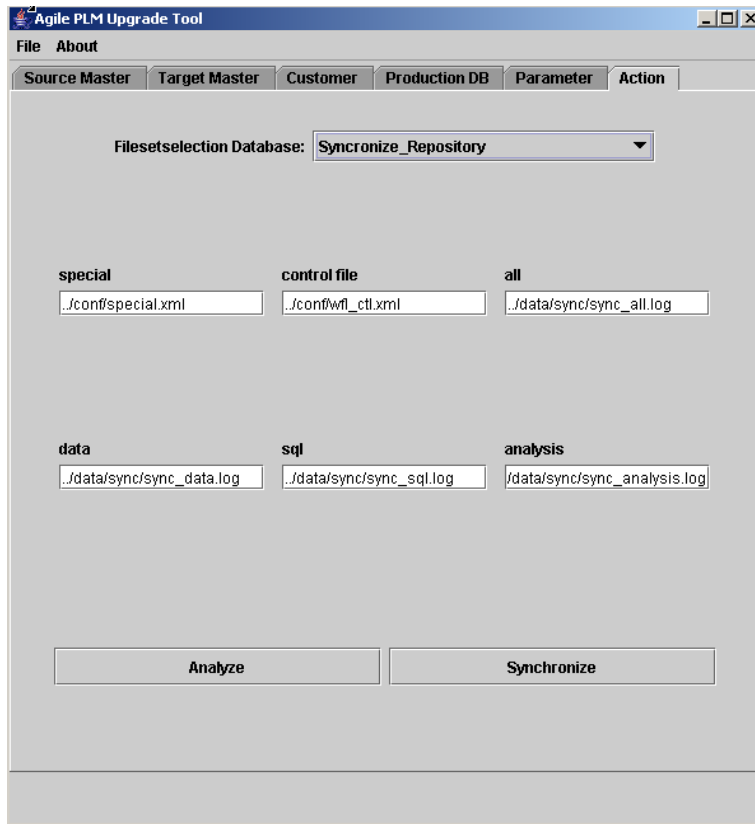 Agile PLM Upgrade Tool
File About
Source Master Target Master Customer Production DB Parameter Action
Filesetselection Database: Syncronize_Repository
special control file all
../conf/special.xml ../conf/wfl_ctl.xml ../data/sync/sync_all.log
data sql analysis
../data/sync/sync_data.log ../data/sync/sync_sql.log /data/sync/sync_analysis.log
Analyze Synchronize